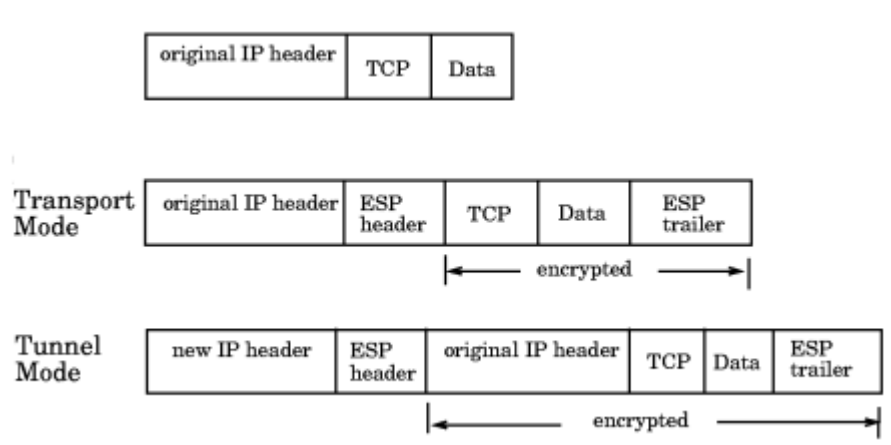 original IP header TCP Data
Transport Mode
original IP header ESP header TCP Data ESP trailer
encrypted
Tunnel Mode
new IP header ESP header original IP header TCP Data ESP trailer
encrypted